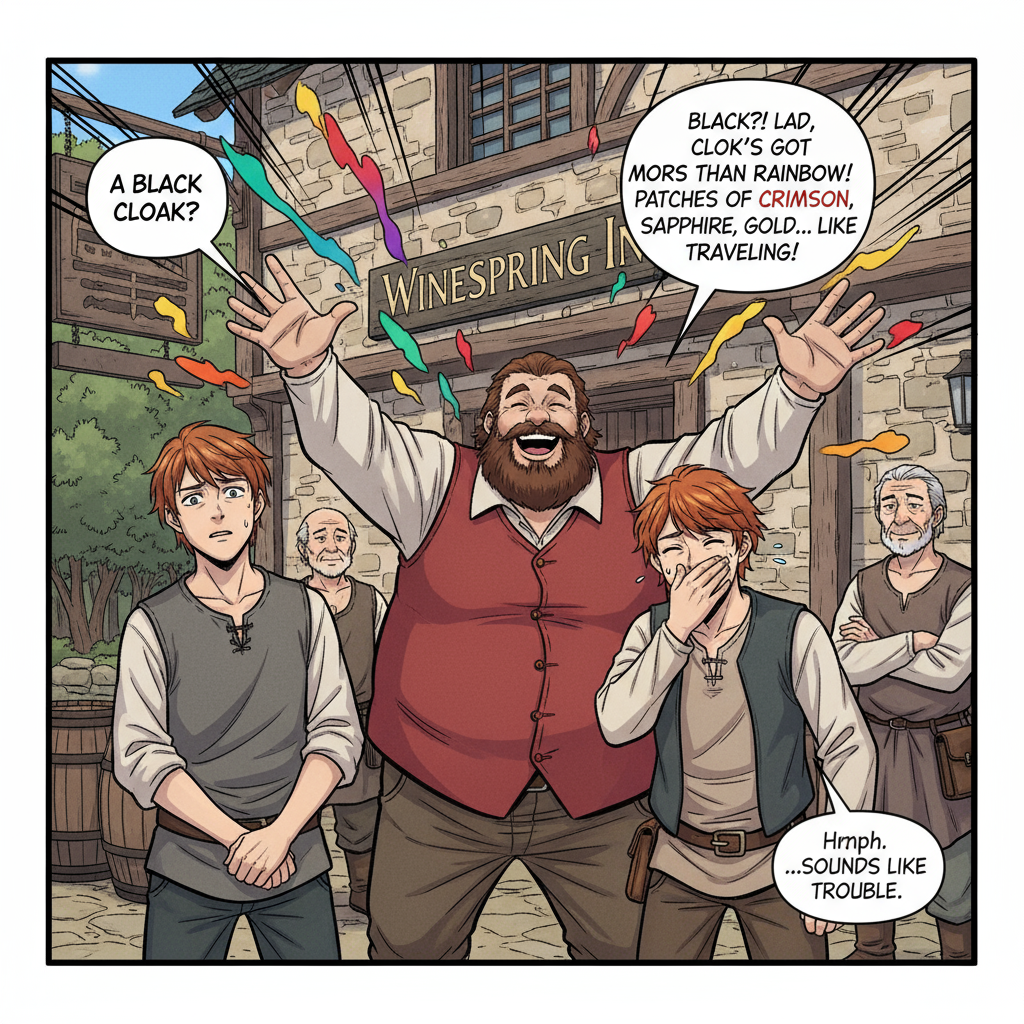 A BLACK
CLOAK?
BLACK?! LAD,
CLOK'S GOT
MORS THAN RAINBOW!
PATCHES OF CRIMSON,
SAPPHIRE, GOLD... LIKE
TRAVELING!
WINESPRING IN
Hmph.
...SOUNDS LIKE
TROUBLE.